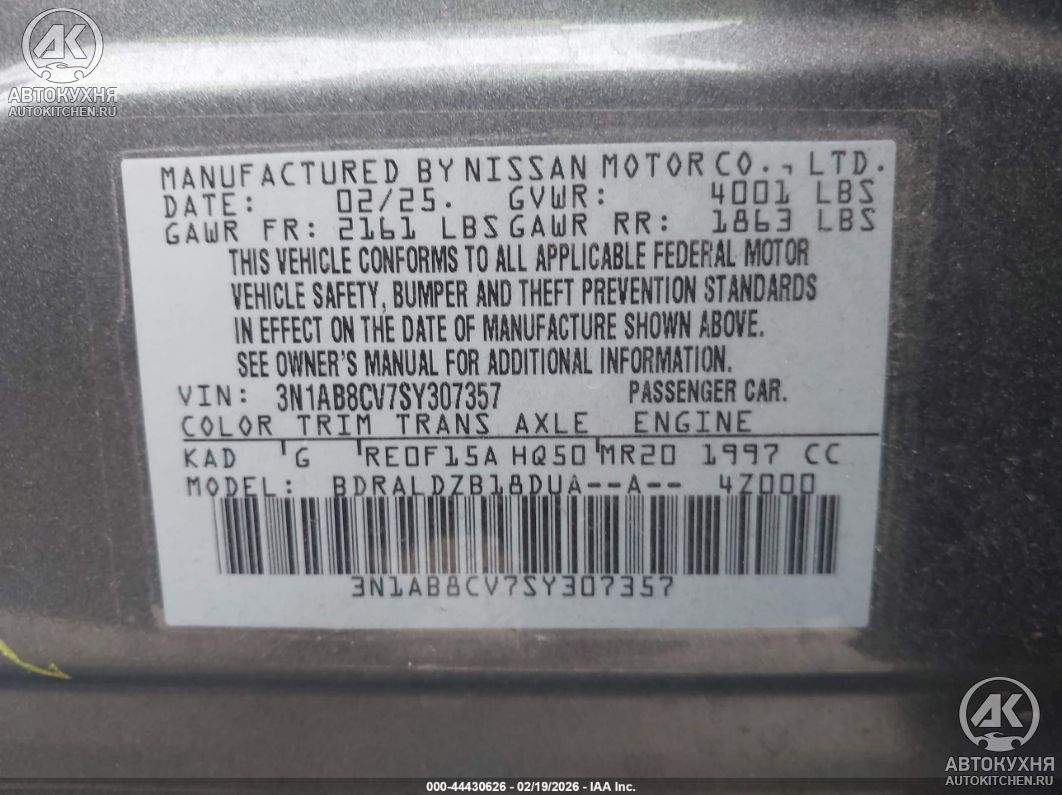 AK
АВТОКУХНЯ
AUTOKITCHEN.RU
MANUFACTURED BY NISSAN MOTOR CO., LTD.
DATE: 02/25. GVWR: 4001 LBS
GAWR FR: 2161 LBS GAWR RR: 1863 LBS
THIS VEHICLE CONFORMS TO ALL APPLICABLE FEDERAL MOTOR
VEHICLE SAFETY, BUMPER AND THEFT PREVENTION STANDARDS
IN EFFECT ON THE DATE OF MANUFACTURE SHOWN ABOVE.
SEE OWNER'S MANUAL FOR ADDITIONAL INFORMATION.
VIN: 3N1AB8CV7SY307357 PASSENGER CAR.
COLOR TRIM TRANS AXLE ENGINE
KAD G RE0F15A HQ50 MR20 1997 CC
MODEL: BDRALDZB18DUA--A-- 4Z000
3N1AB8CV7SY307357
AK
АВТОКУХНЯ
AUTOKITCHEN.RU
000-44430626 - 02/19/2026 - IAA Inc.